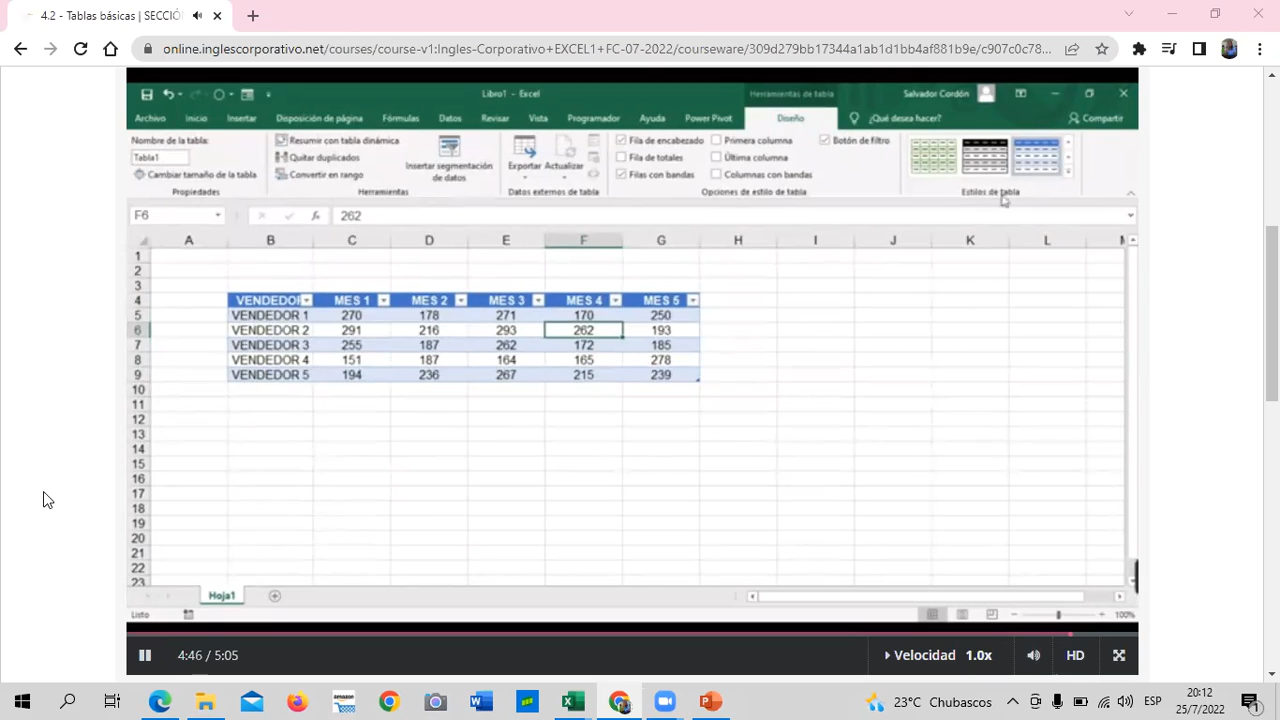 4.2 - Tablas básicas | SECCIÓ
online.inglescorporativo.net/courses/course-v1:Ingles-Corporativo+EXCEL1+FC-07-2022/courseware/309d279bb17344a1ab1d1bb4af881b9e/c907c0c78...
Libro1 - Excel
Herramientas de tabla
Salvador Cordón
Archivo Inicio Insertar Disposición de página Fórmulas Datos Revisar Vista Programador Ayuda Power Pivot Diseño ¿Qué desea hacer? Compartir
Nombre de la tabla:
Tabla1
Cambiar tamaño de la tabla
Propiedades
Resumir con tabla dinámica
Quitar duplicados
Convertir en rango
Insertar segmentación
de datos
Herramientas
Exportar Actualizar
Datos externos de tabla
Fila de encabezado Primera columna Botón de filtro
Fila de totales Última columna
Filas con bandas Columnas con bandas
Opciones de estilo de tabla
Estilos de tabla
F6 fx 262
A B C D E F G H I J K L M
1
2
3
4 VENDEDOR MES 1 MES 2 MES 3 MES 4 MES 5
5 VENDEDOR 1 270 178 271 170 250
6 VENDEDOR 2 291 216 293 262 193
7 VENDEDOR 3 255 187 262 172 185
8 VENDEDOR 4 151 187 164 165 278
9 VENDEDOR 5 194 236 267 215 239
10
11
12
13
14
15
16
17
18
19
20
21
22
23
Hoja1
Listo
100%
4:46 / 5:05
Velocidad 1.0x
HD
amazon
23°C Chubascos
ESP
20:12
25/7/2022
1